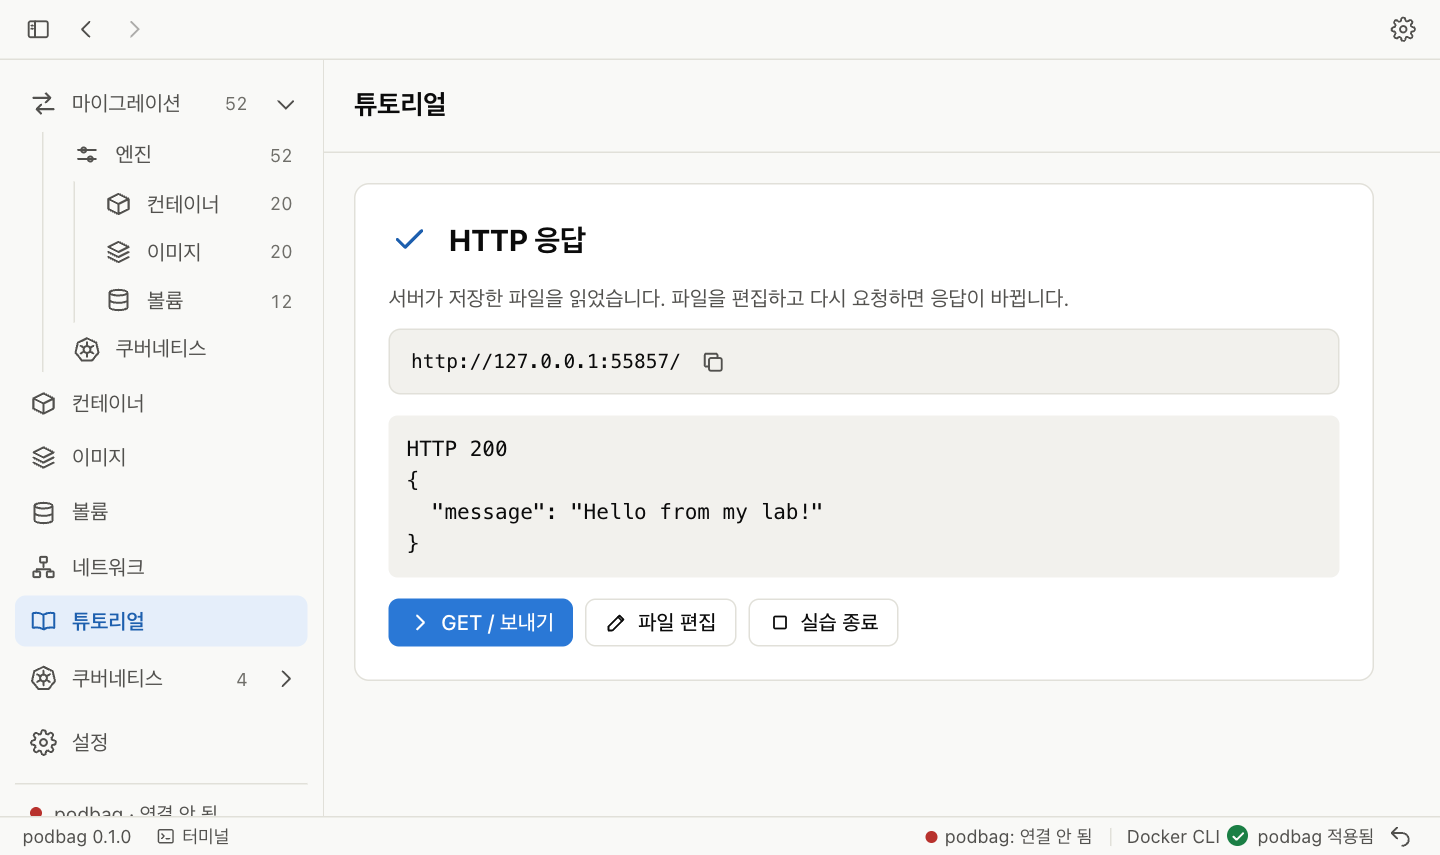 마이그레이션 52
엔진 52
컨테이너 20
이미지 20
볼륨 12
쿠버네티스
컨테이너
이미지
볼륨
네트워크
튜토리얼
쿠버네티스 4
설정
podbag · 연결 안 됨
튜토리얼
HTTP 응답
서버가 저장한 파일을 읽었습니다. 파일을 편집하고 다시 요청하면 응답이 바뀝니다.
http://127.0.0.1:55857/
HTTP 200
{
  "message": "Hello from my lab!"
}
GET / 보내기 파일 편집 실습 종료
podbag 0.1.0 터미널 podbag: 연결 안 됨 Docker CLI podbag 적용됨